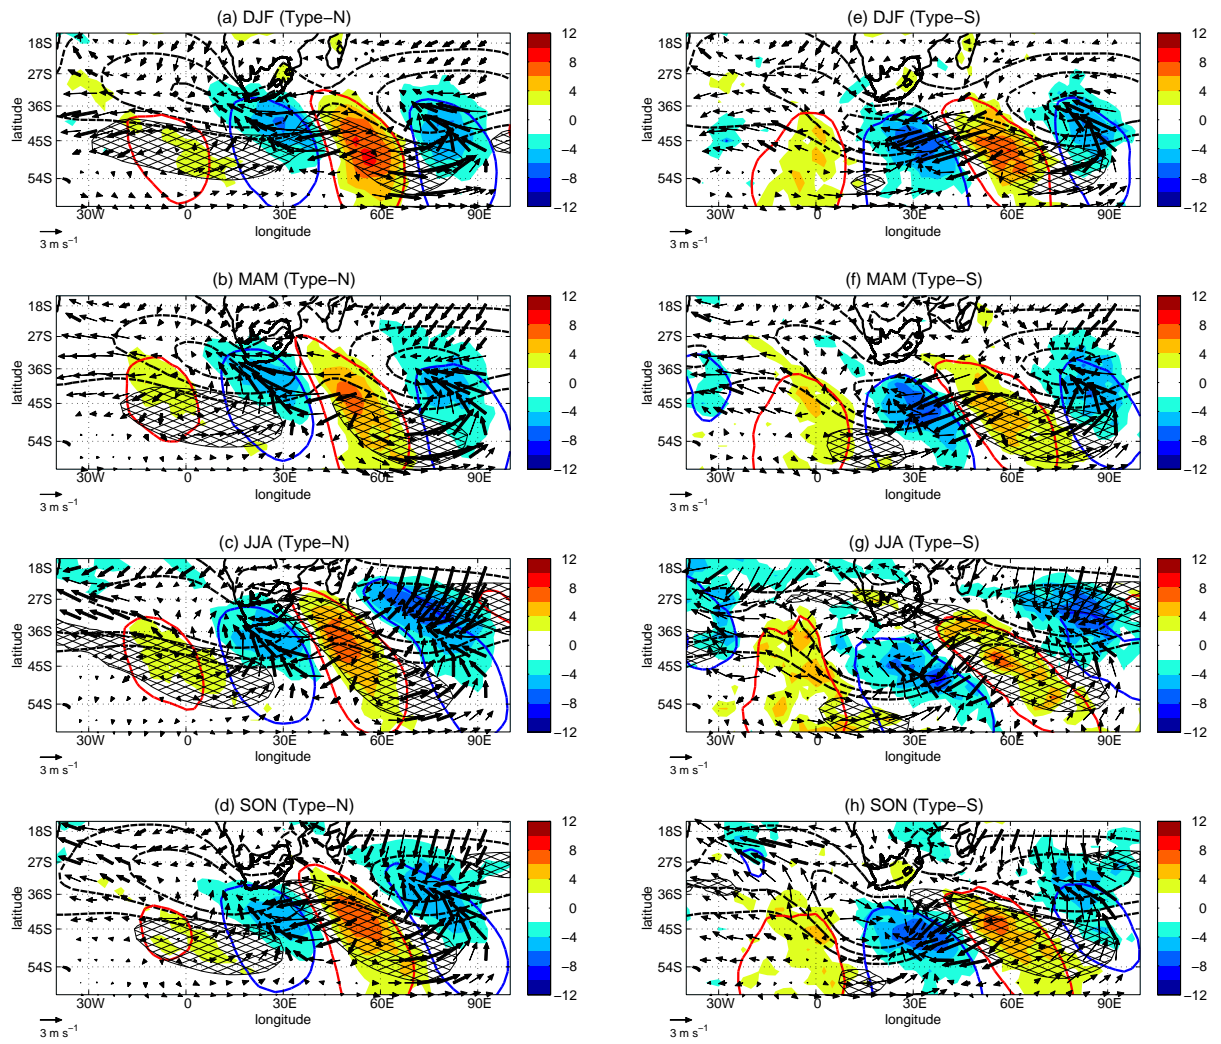 (a) DJF (Type−N)
latitude
18S
27S
36S
45S
54S
30W 0 30E 60E 90E
longitude
3 m s−1
12
8
4
0
−4
−8
−12
(e) DJF (Type−S)
latitude
18S
27S
36S
45S
54S
30W 0 30E 60E 90E
longitude
3 m s−1
12
8
4
0
−4
−8
−12
(b) MAM (Type−N)
latitude
18S
27S
36S
45S
54S
30W 0 30E 60E 90E
longitude
3 m s−1
12
8
4
0
−4
−8
−12
(f) MAM (Type−S)
latitude
18S
27S
36S
45S
54S
30W 0 30E 60E 90E
longitude
3 m s−1
12
8
4
0
−4
−8
−12
(c) JJA (Type−N)
latitude
18S
27S
36S
45S
54S
30W 0 30E 60E 90E
longitude
3 m s−1
12
8
4
0
−4
−8
−12
(g) JJA (Type−S)
latitude
18S
27S
36S
45S
54S
30W 0 30E 60E 90E
longitude
3 m s−1
12
8
4
0
−4
−8
−12
(d) SON (Type−N)
latitude
18S
27S
36S
45S
54S
30W 0 30E 60E 90E
longitude
3 m s−1
12
8
4
0
−4
−8
−12
(h) SON (Type−S)
latitude
18S
27S
36S
45S
54S
30W 0 30E 60E 90E
longitude
3 m s−1
12
8
4
0
−4
−8
−12